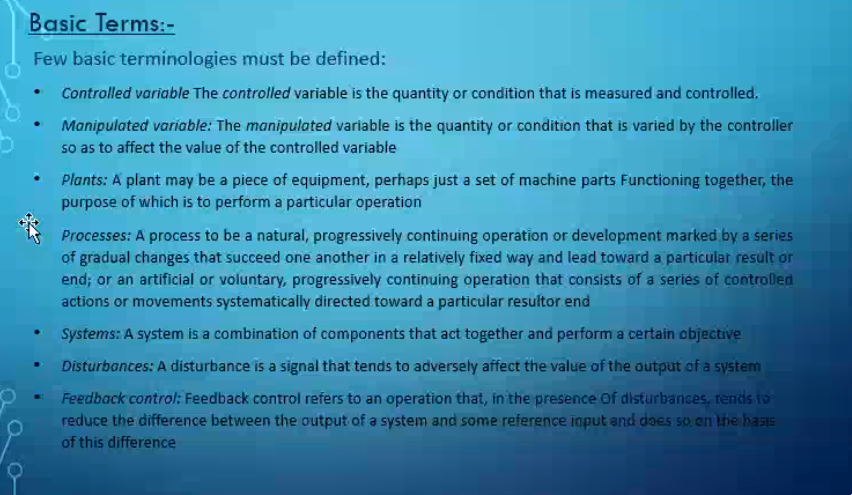 Basic Terms:-
Few basic terminologies must be defined:
• Controlled variable The controlled variable is the quantity or condition that is measured and controlled.
• Manipulated variable: The manipulated variable is the quantity or condition that is varied by the controller
so as to affect the value of the controlled variable
• Plants: A plant may be a piece of equipment, perhaps just a set of machine parts Functioning together, the
purpose of which is to perform a particular operation
• Processes: A process to be a natural, progressively continuing operation or development marked by a series
of gradual changes that succeed one another in a relatively fixed way and lead toward a particular result or
end; or an artificial or voluntary, progressively continuing operation that consists of a series of controlled
actions or movements systematically directed toward a particular resultor end
• Systems: A system is a combination of components that act together and perform a certain objective
• Disturbances: A disturbance is a signal that tends to adversely affect the value of the output of a system
• Feedback control: Feedback control refers to an operation that, in the presence Of disturbances, tends to
reduce the difference between the output of a system and some reference input and does so on the basis
of this difference